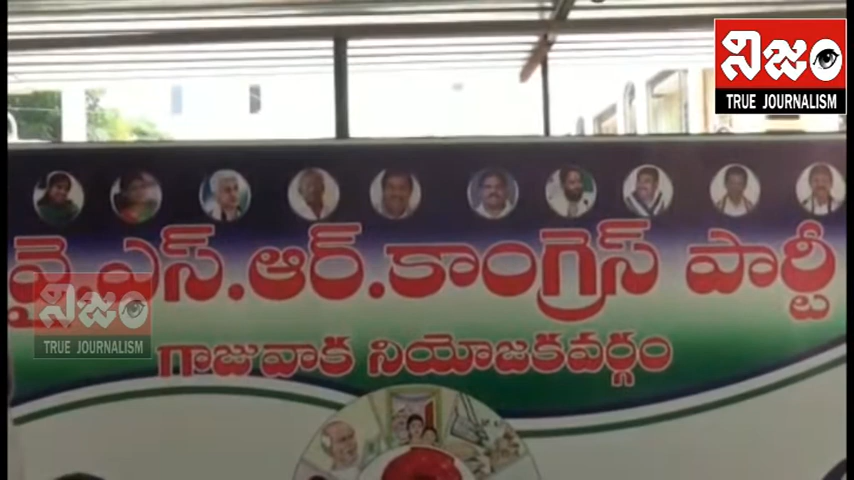 నిజం
TRUE JOURNALISM
వై.ఎస్.ఆర్.కాంగ్రెస్ పార్టీ
నిజం
TRUE JOURNALISM
గాజువాక నియోజకవర్గం